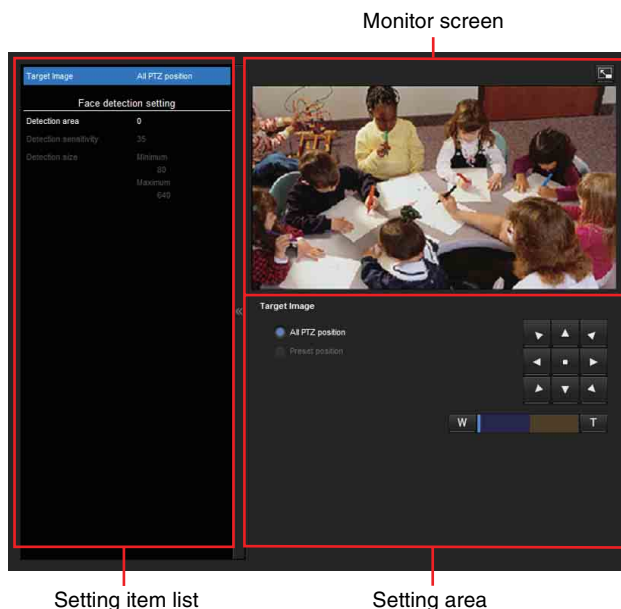 Monitor screen
Target Image All PTZ position
Face detection setting
Detection area 0
Detection sensitivity 35
Detection size Minimum
80
Maximum
640
«
Target Image
All PTZ position
Preset position
W T
Setting item list Setting area